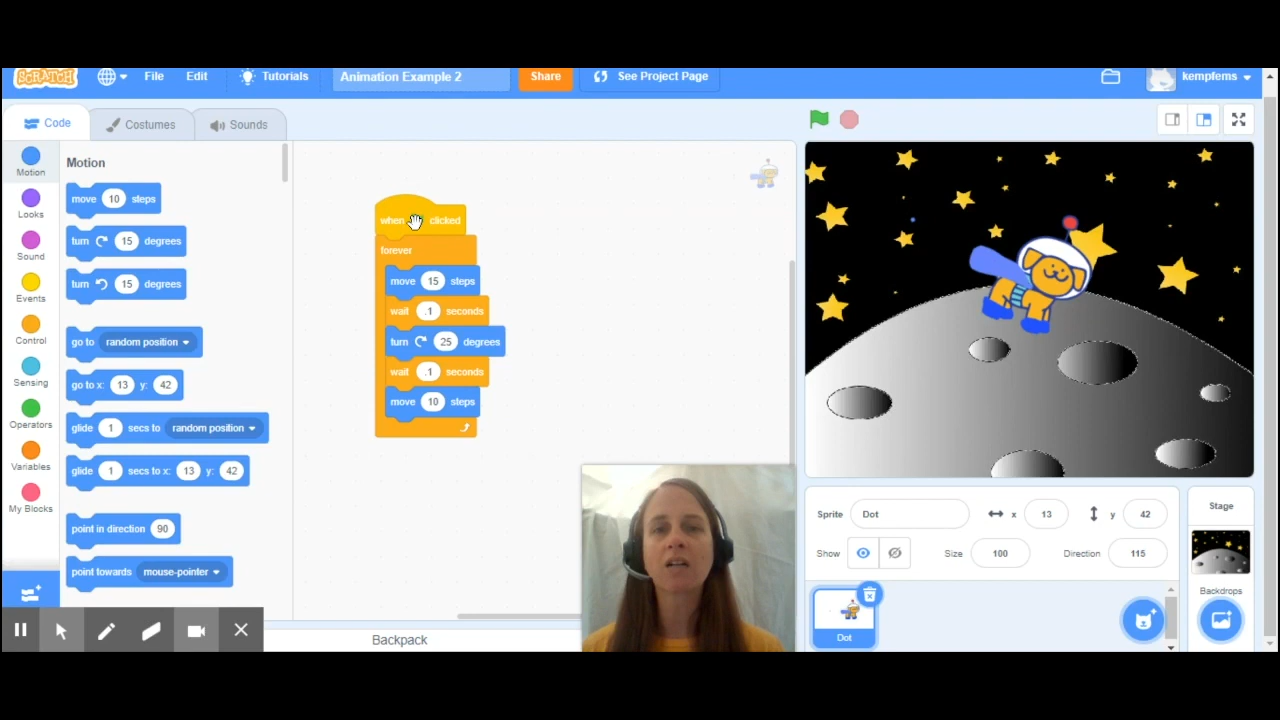 SCRATCH File Edit Tutorials Animation Example 2 Share See Project Page kempfems
Code Costumes Sounds
Motion
Looks
Sound
Events
Control
Sensing
Operators
Variables
My Blocks
Motion
move 10 steps
turn 15 degrees
turn 15 degrees
go to random position
go to x: 13 y: 42
glide 1 secs to random position
glide 1 secs to x: 13 y: 42
point in direction 90
point towards mouse-pointer
when clicked
forever
move 15 steps
wait .1 seconds
turn 25 degrees
wait .1 seconds
move 10 steps
Backpack
Sprite Dot x 13 y 42
Show Size 100 Direction 115
Dot
Stage
Backdrops